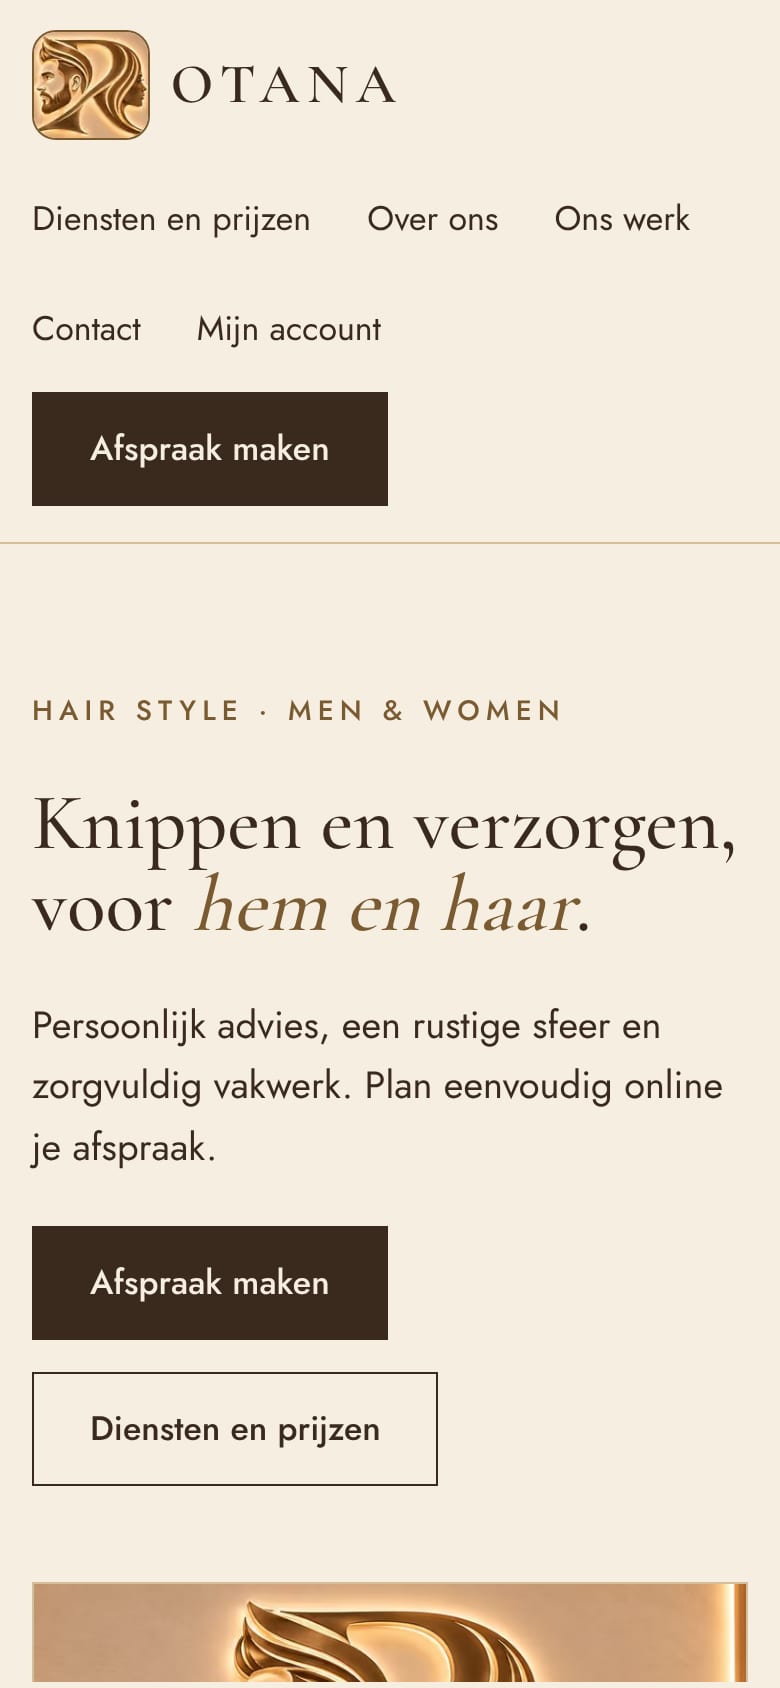 OTANA
Diensten en prijzen Over ons Ons werk
Contact Mijn account
Afspraak maken
HAIR STYLE · MEN & WOMEN
Knippen en verzorgen,
voor hem en haar.
Persoonlijk advies, een rustige sfeer en
zorgvuldig vakwerk. Plan eenvoudig online
je afspraak.
Afspraak maken
Diensten en prijzen